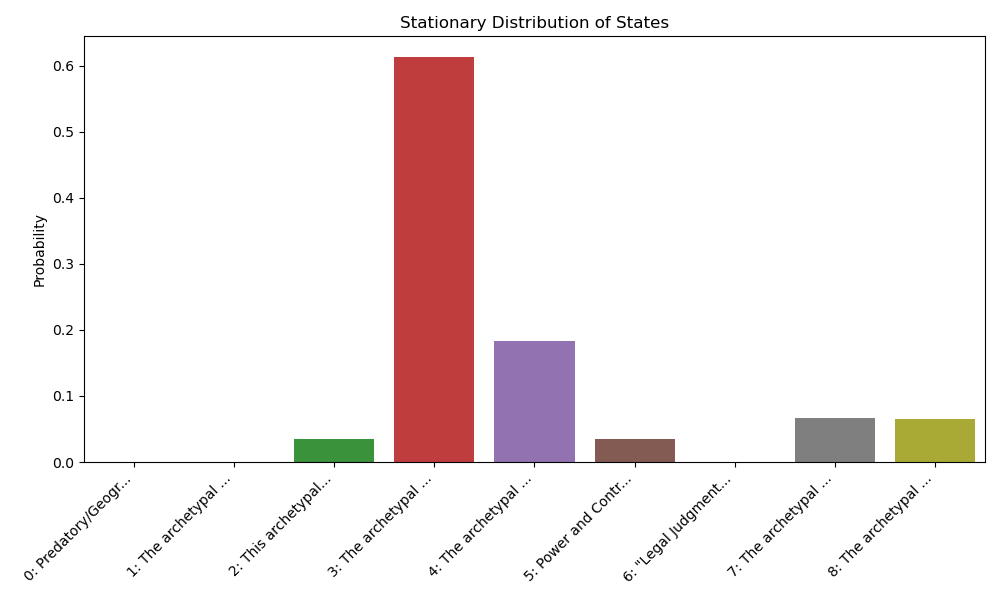 Stationary Distribution of States
Probability
0.6
0.5
0.4
0.3
0.2
0.1
0.0
0: Predatory/Geogr...
1: The archetypal ...
2: This archetypal...
3: The archetypal ...
4: The archetypal ...
5: Power and Contr...
6: "Legal Judgment...
7: The archetypal ...
8: The archetypal ...